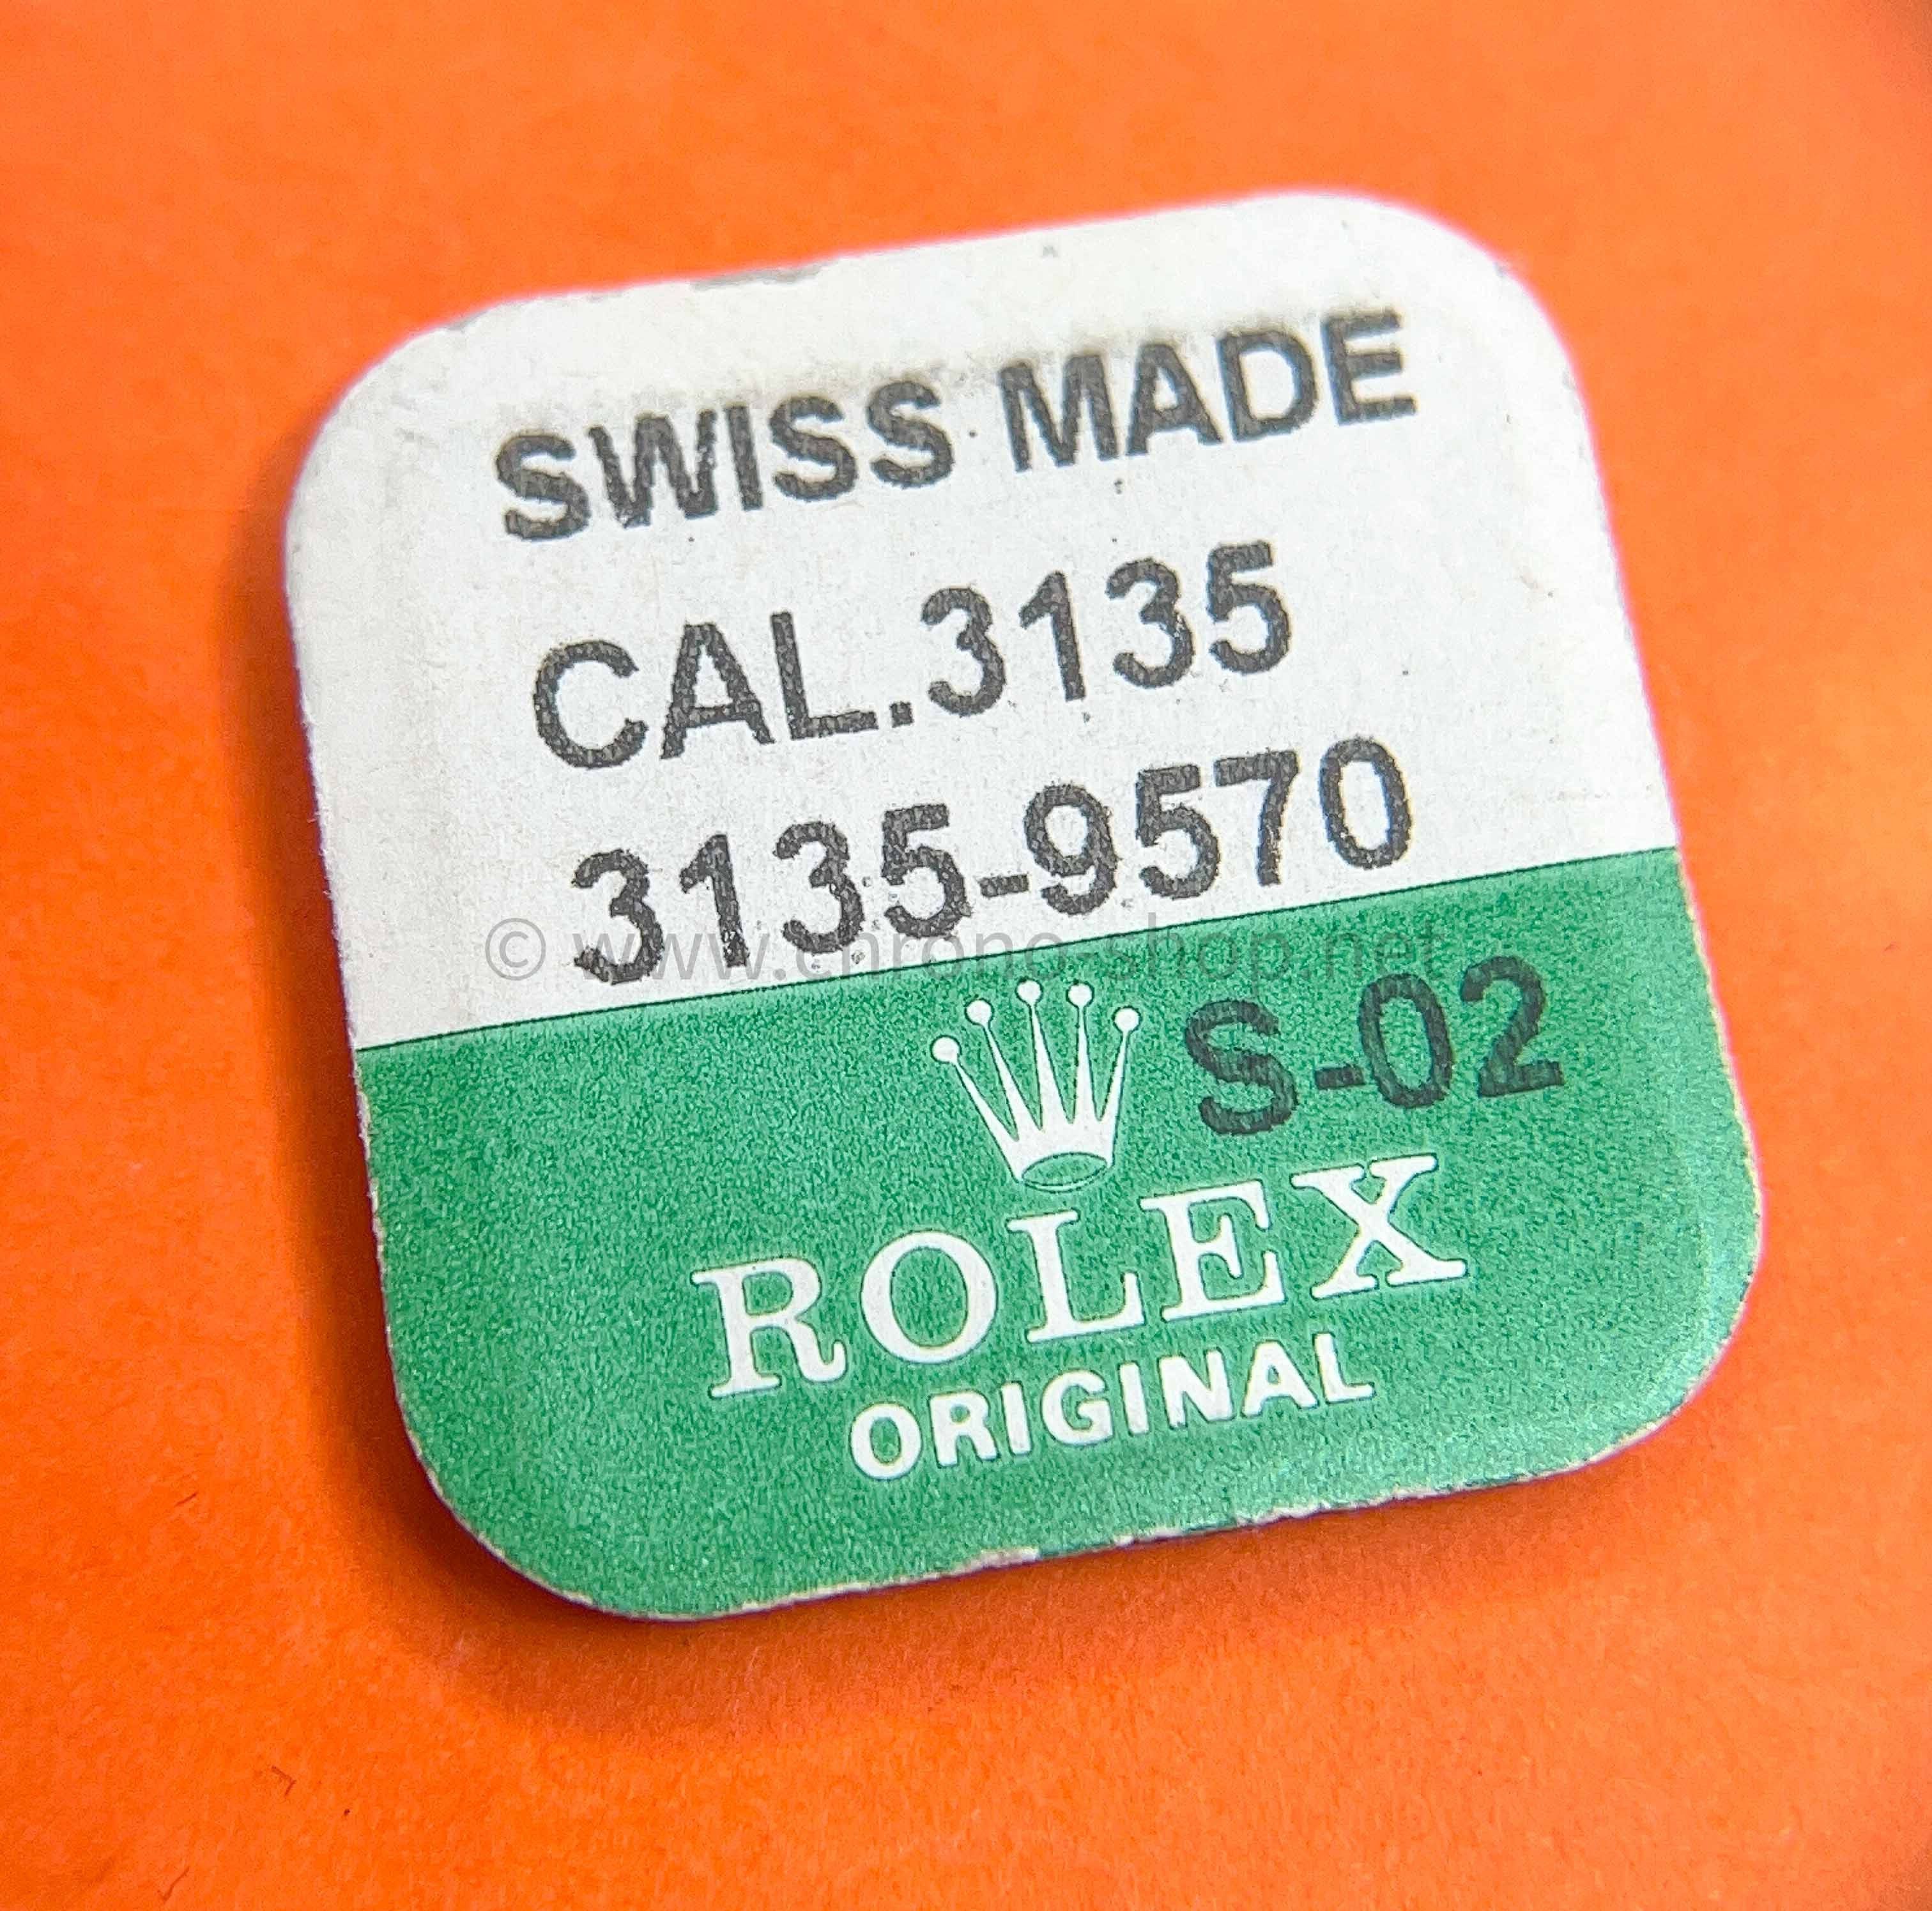 SWISS MADE
CAL.3135
3135-9570
© www.chrono-shop.net
S-02
ROLEX
ORIGINAL